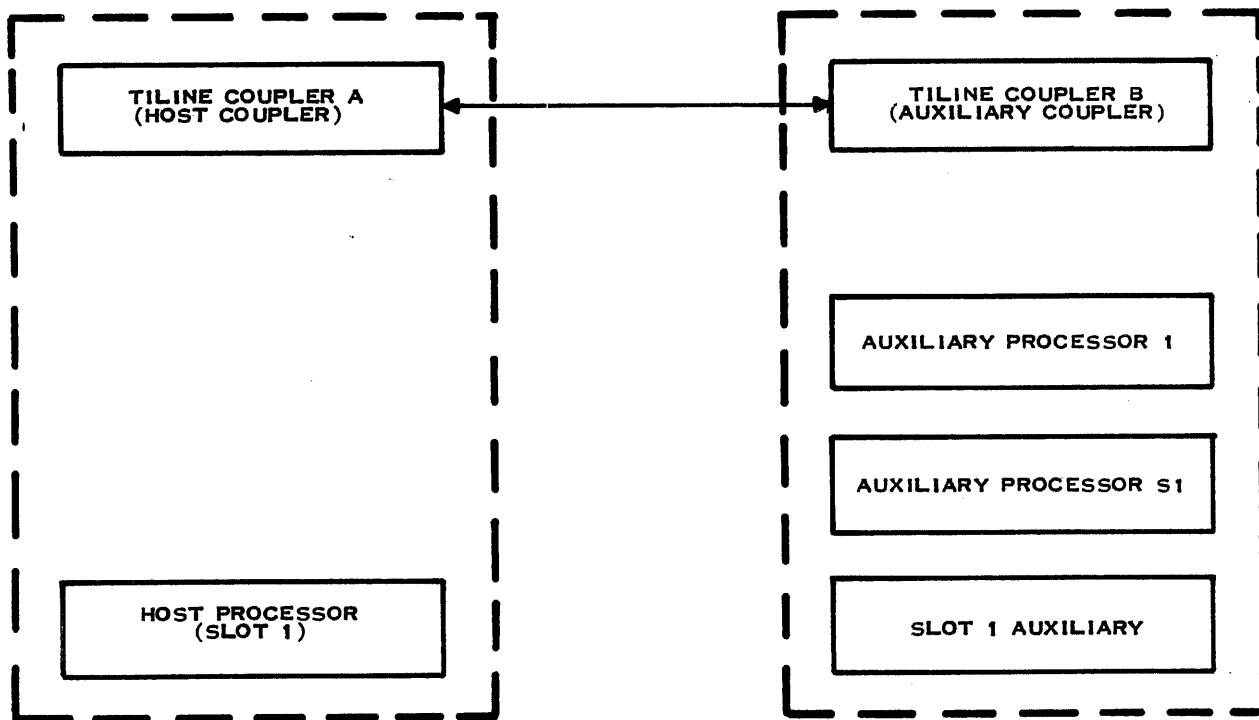 TILINE COUPLER A
(HOST COUPLER)
TILINE COUPLER B
(AUXILIARY COUPLER)
AUXILIARY PROCESSOR 1
AUXILIARY PROCESSOR S1
HOST PROCESSOR
(SLOT 1)
SLOT 1 AUXILIARY